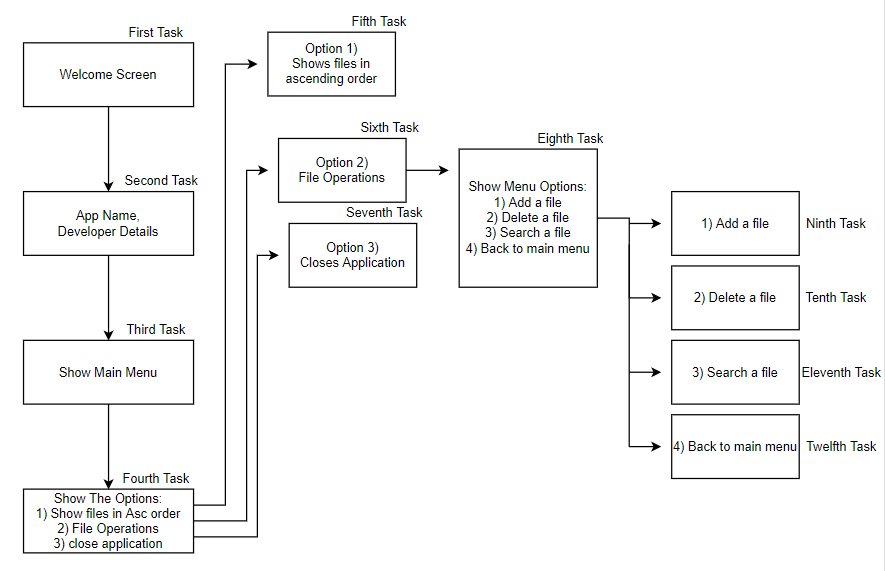 First Task
Welcome Screen
Second Task
App Name,
Developer Details
Third Task
Show Main Menu
Fourth Task
Show The Options:
1) Show files in Asc order
2) File Operations
3) close application
Fifth Task
Option 1)
Shows files in
ascending order
Sixth Task
Option 2)
File Operations
Seventh Task
Option 3)
Closes Application
Eighth Task
Show Menu Options:
1) Add a file
2) Delete a file
3) Search a file
4) Back to main menu
1) Add a file
Ninth Task
2) Delete a file
Tenth Task
3) Search a file
Eleventh Task
4) Back to main menu
Twelfth Task